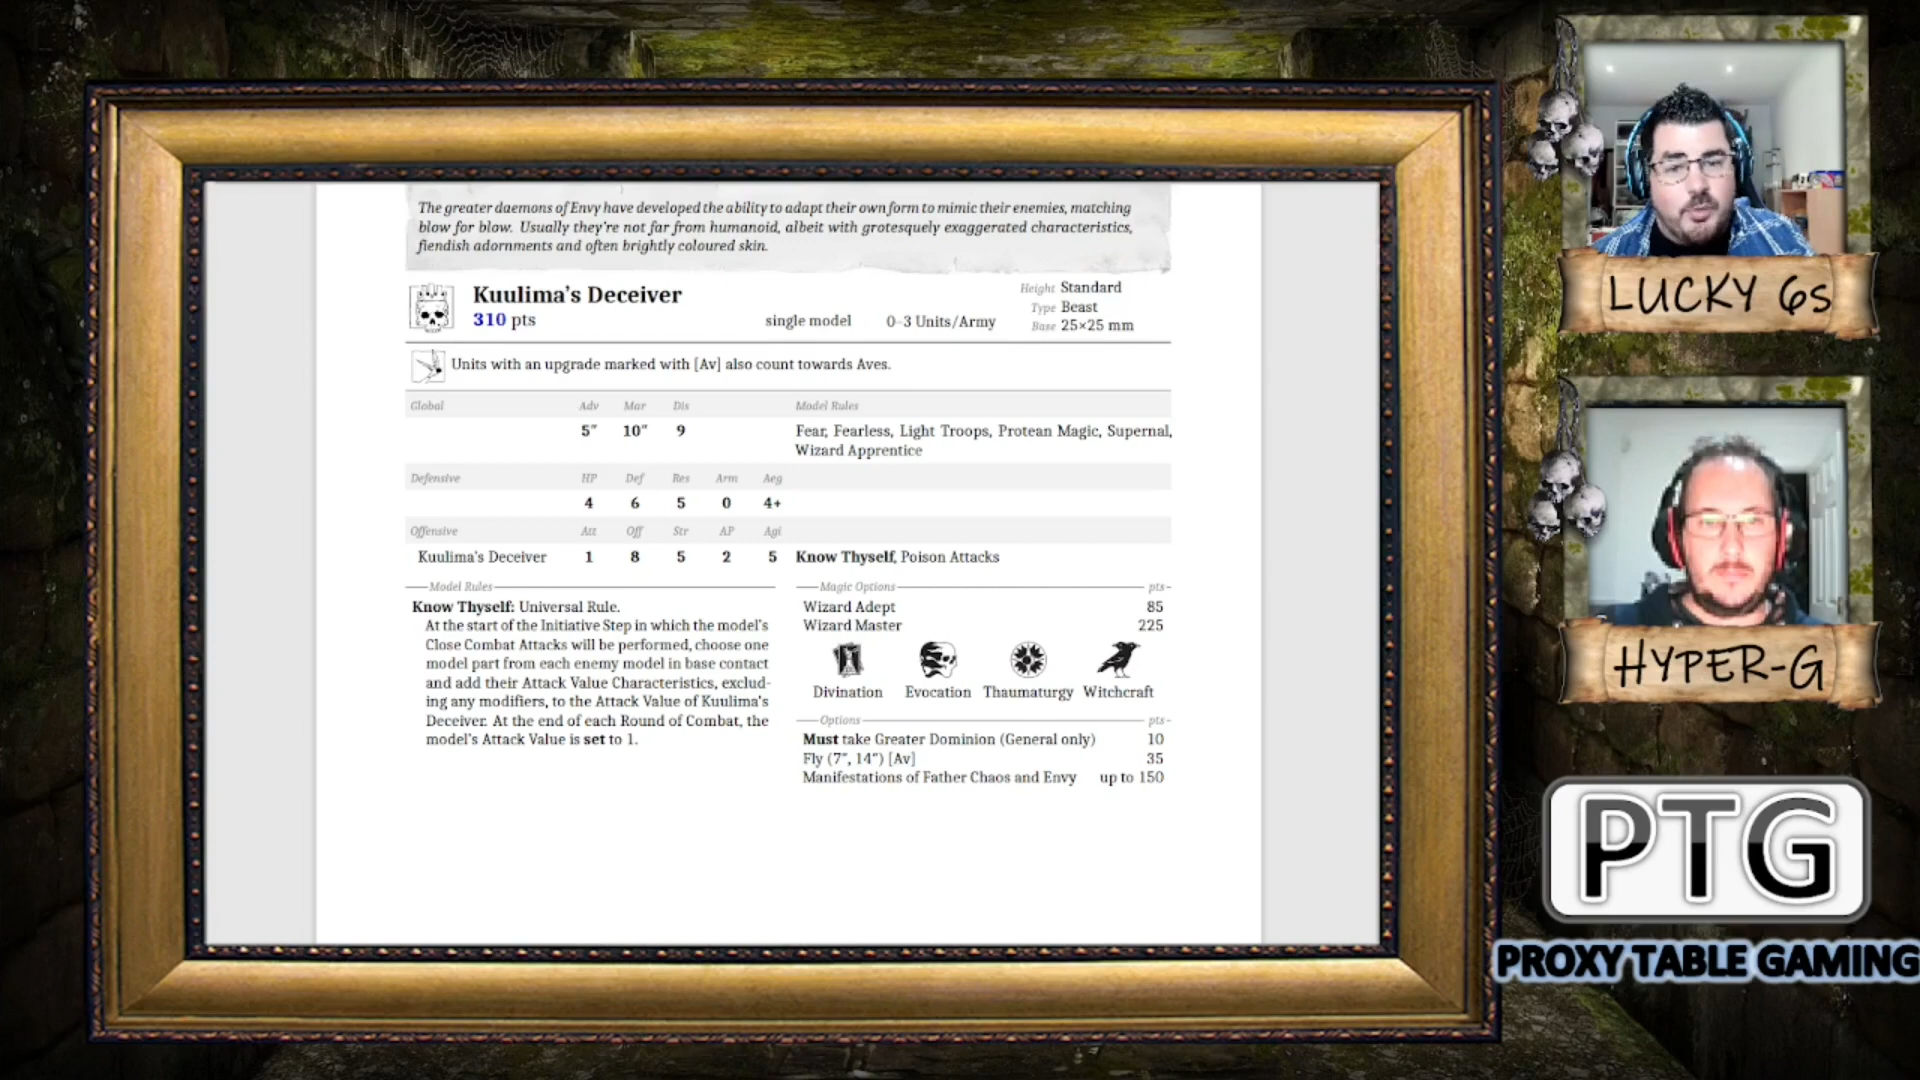 The greater daemons of Envy have developed the ability to adapt their own form to mimic their enemies, matching
blow for blow. Usually they're not far from humanoid, albeit with grotesquely exaggerated characteristics,
fiendish adornments and often brightly coloured skin.
Kuulima's Deceiver
310 pts
single model
0–3 Units/Army
Height Standard
Type Beast
Base 25×25 mm
Units with an upgrade marked with [Av] also count towards Aves.
Global Adv Mar Dis Model Rules
5″ 10″ 9 Fear, Fearless, Light Troops, Protean Magic, Supernal,
Wizard Apprentice
Defensive HP Def Res Arm Aeg
4 6 5 0 4+
Offensive Att Off Str AP Agi
Kuulima's Deceiver 1 8 5 2 5 Know Thyself, Poison Attacks
Model Rules
Know Thyself: Universal Rule.
At the start of the Initiative Step in which the model's
Close Combat Attacks will be performed, choose one
model part from each enemy model in base contact
and add their Attack Value Characteristics, exclud-
ing any modifiers, to the Attack Value of Kuulima's
Deceiver. At the end of each Round of Combat, the
model's Attack Value is set to 1.
Magic Options pts
Wizard Adept 85
Wizard Master 225
Divination Evocation Thaumaturgy Witchcraft
Options pts
Must take Greater Dominion (General only) 10
Fly (7″, 14″) [Av] 35
Manifestations of Father Chaos and Envy up to 150
LUCKY 6s
HYPER-G
PTG
PROXY TABLE GAMING